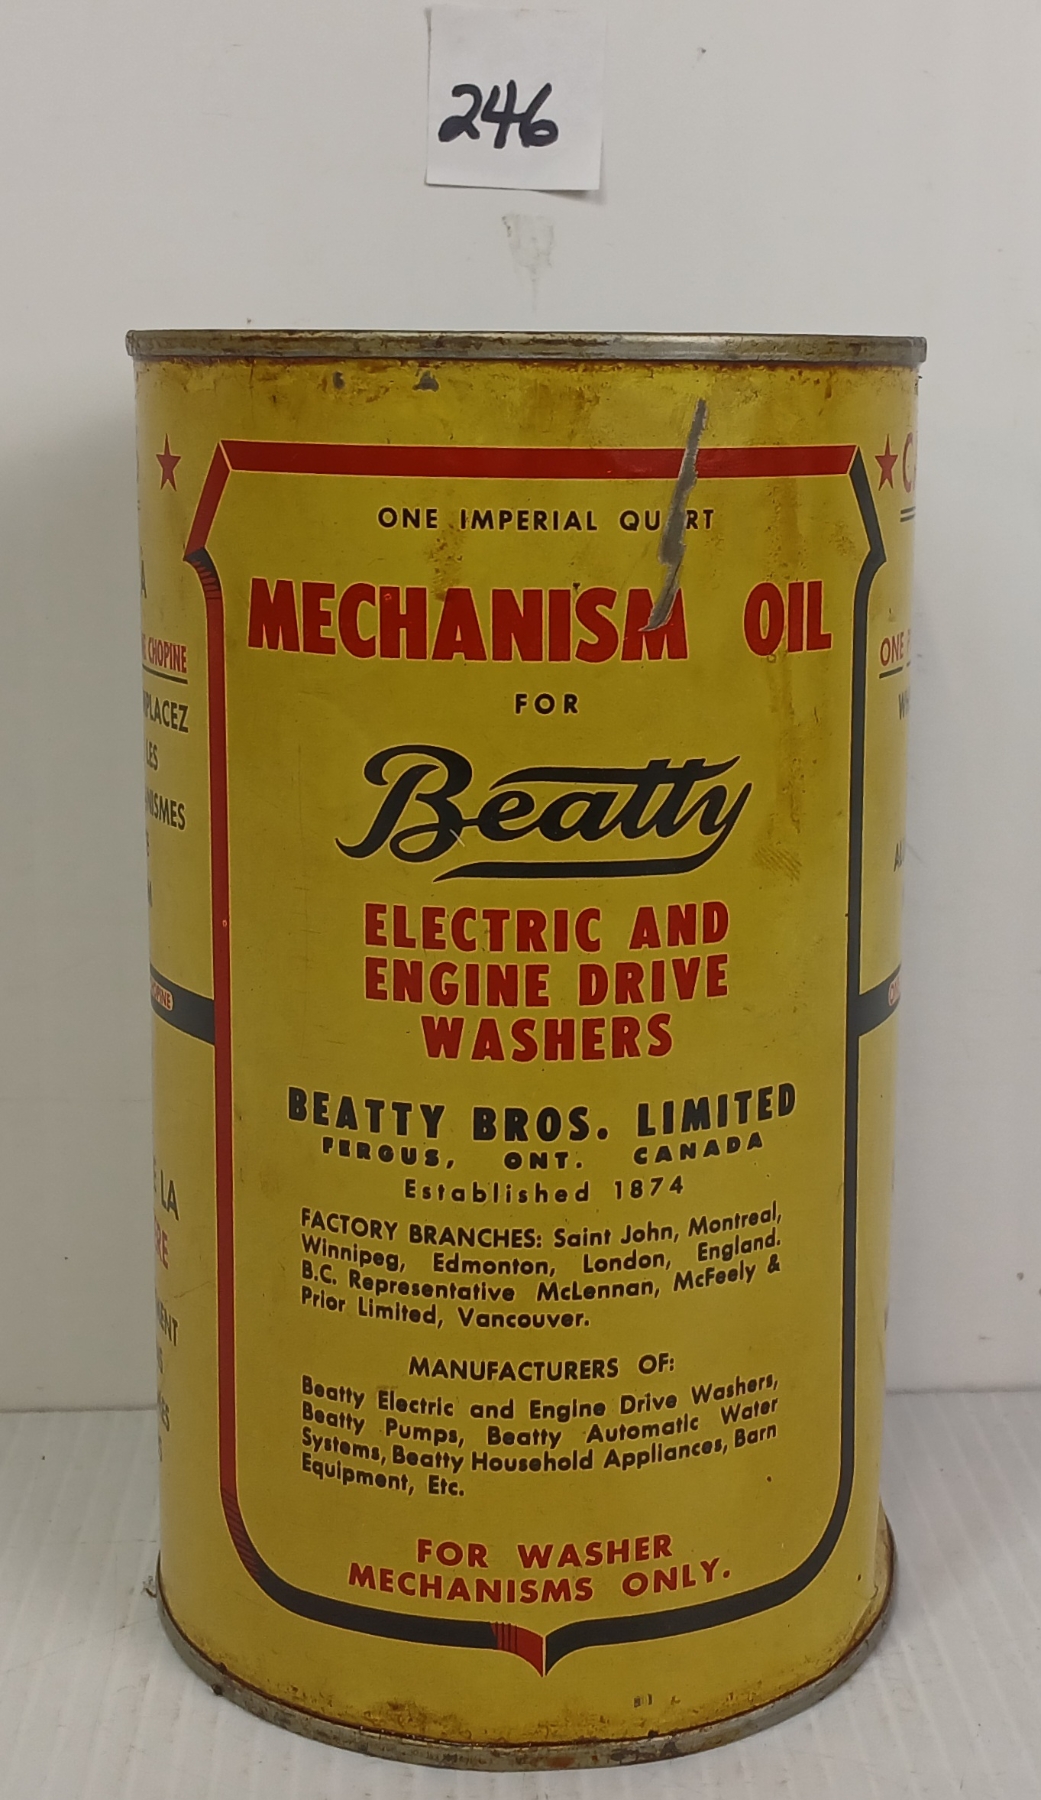 246
ONE IMPERIAL QUART
MECHANISM OIL
FOR
Beatty
ELECTRIC AND
ENGINE DRIVE
WASHERS
BEATTY BROS. LIMITED
FERGUS, ONT. CANADA
Established 1874
FACTORY BRANCHES: Saint John, Montreal,
Winnipeg, Edmonton, London, England.
B.C. Representative McLennan, McFeely &
Prior Limited, Vancouver.
MANUFACTURERS OF:
Beatty Electric and Engine Drive Washers,
Beatty Pumps, Beatty Automatic Water
Systems, Beatty Household Appliances, Barn
Equipment, Etc.
FOR WASHER
MECHANISMS ONLY.
CHOPINE
LES
LA
ONE